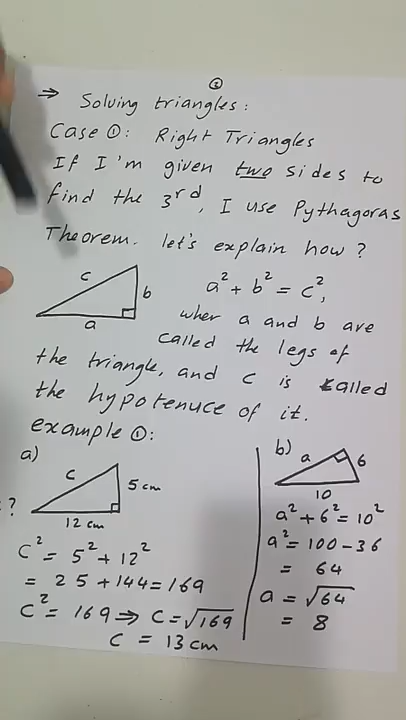 ②
⇒ Solving triangles:
Case ①: Right Triangles
If I'm given two sides to
find the 3rd, I use Pythagoras
Theorem. let's explain how?
c
b
a
a² + b² = c²,
wher a and b are
called the legs of
the triangle, and c is called
the hypotenuce of it.
example ①:
a)
c
5 cm
?
12 cm
c² = 5² + 12²
= 25 + 144 = 169
c² = 169 ⇒ c = √169
c = 13 cm
b)
a
6
10
a² + 6² = 10²
a² = 100 - 36
= 64
a = √64
= 8